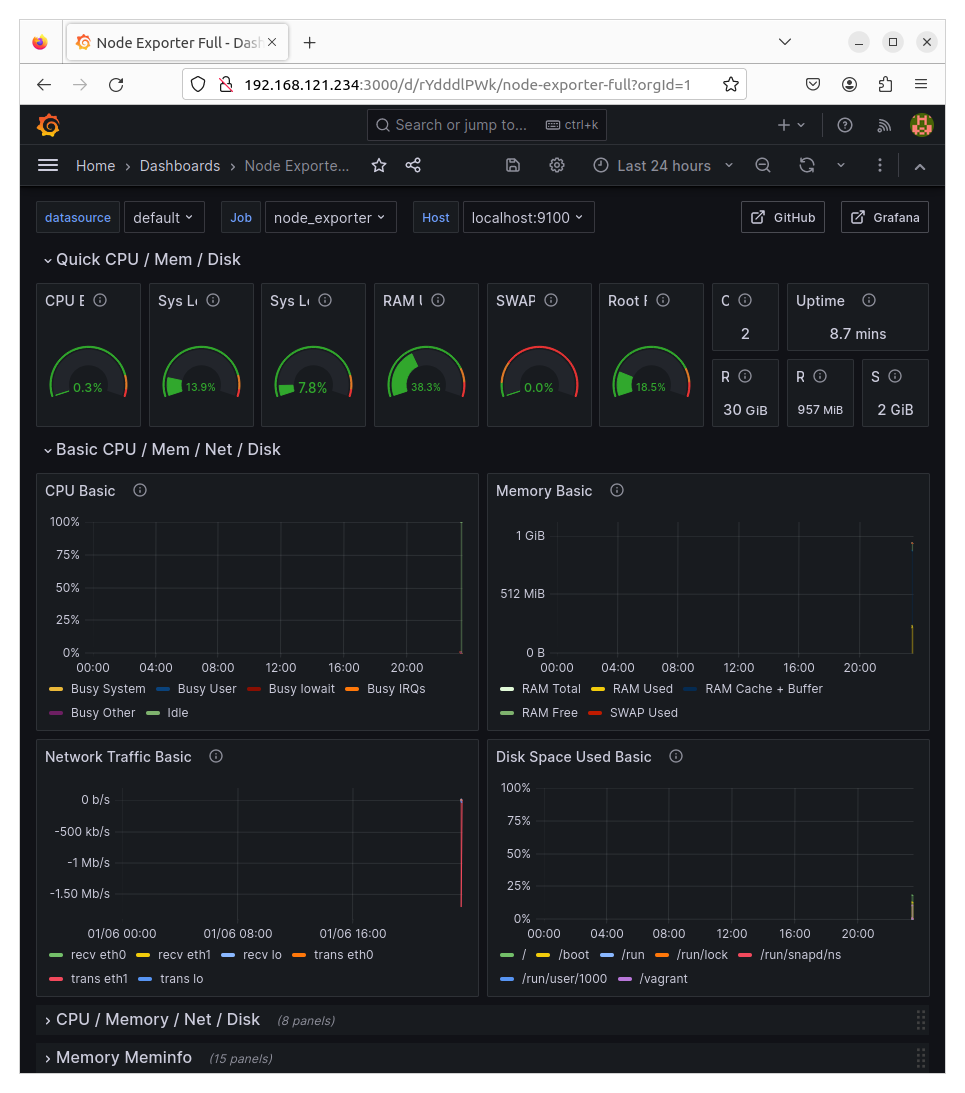 Node Exporter Full - Dash
192.168.121.234:3000/d/rYdddlPWk/node-exporter-full?orgId=1
Search or jump to... ctrl+k
Home › Dashboards › Node Exporte... Last 24 hours
datasource default Job node_exporter Host localhost:9100 GitHub Grafana
Quick CPU / Mem / Disk
CPU B Sys Lo Sys Lo RAM U SWAP Root F C Uptime
2 8.7 mins
0.3% 13.9% 7.8% 38.3% 0.0% 18.5%
R R S
30 GiB 957 MiB 2 GiB
Basic CPU / Mem / Net / Disk
CPU Basic
100%
75%
50%
25%
0%
00:00 04:00 08:00 12:00 16:00 20:00
Busy System Busy User Busy Iowait Busy IRQs
Busy Other Idle
Memory Basic
1 GiB
512 MiB
0 B
00:00 04:00 08:00 12:00 16:00 20:00
RAM Total RAM Used RAM Cache + Buffer
RAM Free SWAP Used
Network Traffic Basic
0 b/s
-500 kb/s
-1 Mb/s
-1.50 Mb/s
01/06 00:00 01/06 08:00 01/06 16:00
recv eth0 recv eth1 recv lo trans eth0
trans eth1 trans lo
Disk Space Used Basic
100%
75%
50%
25%
0%
00:00 04:00 08:00 12:00 16:00 20:00
/ /boot /run /run/lock /run/snapd/ns
/run/user/1000 /vagrant
CPU / Memory / Net / Disk (8 panels)
Memory Meminfo (15 panels)